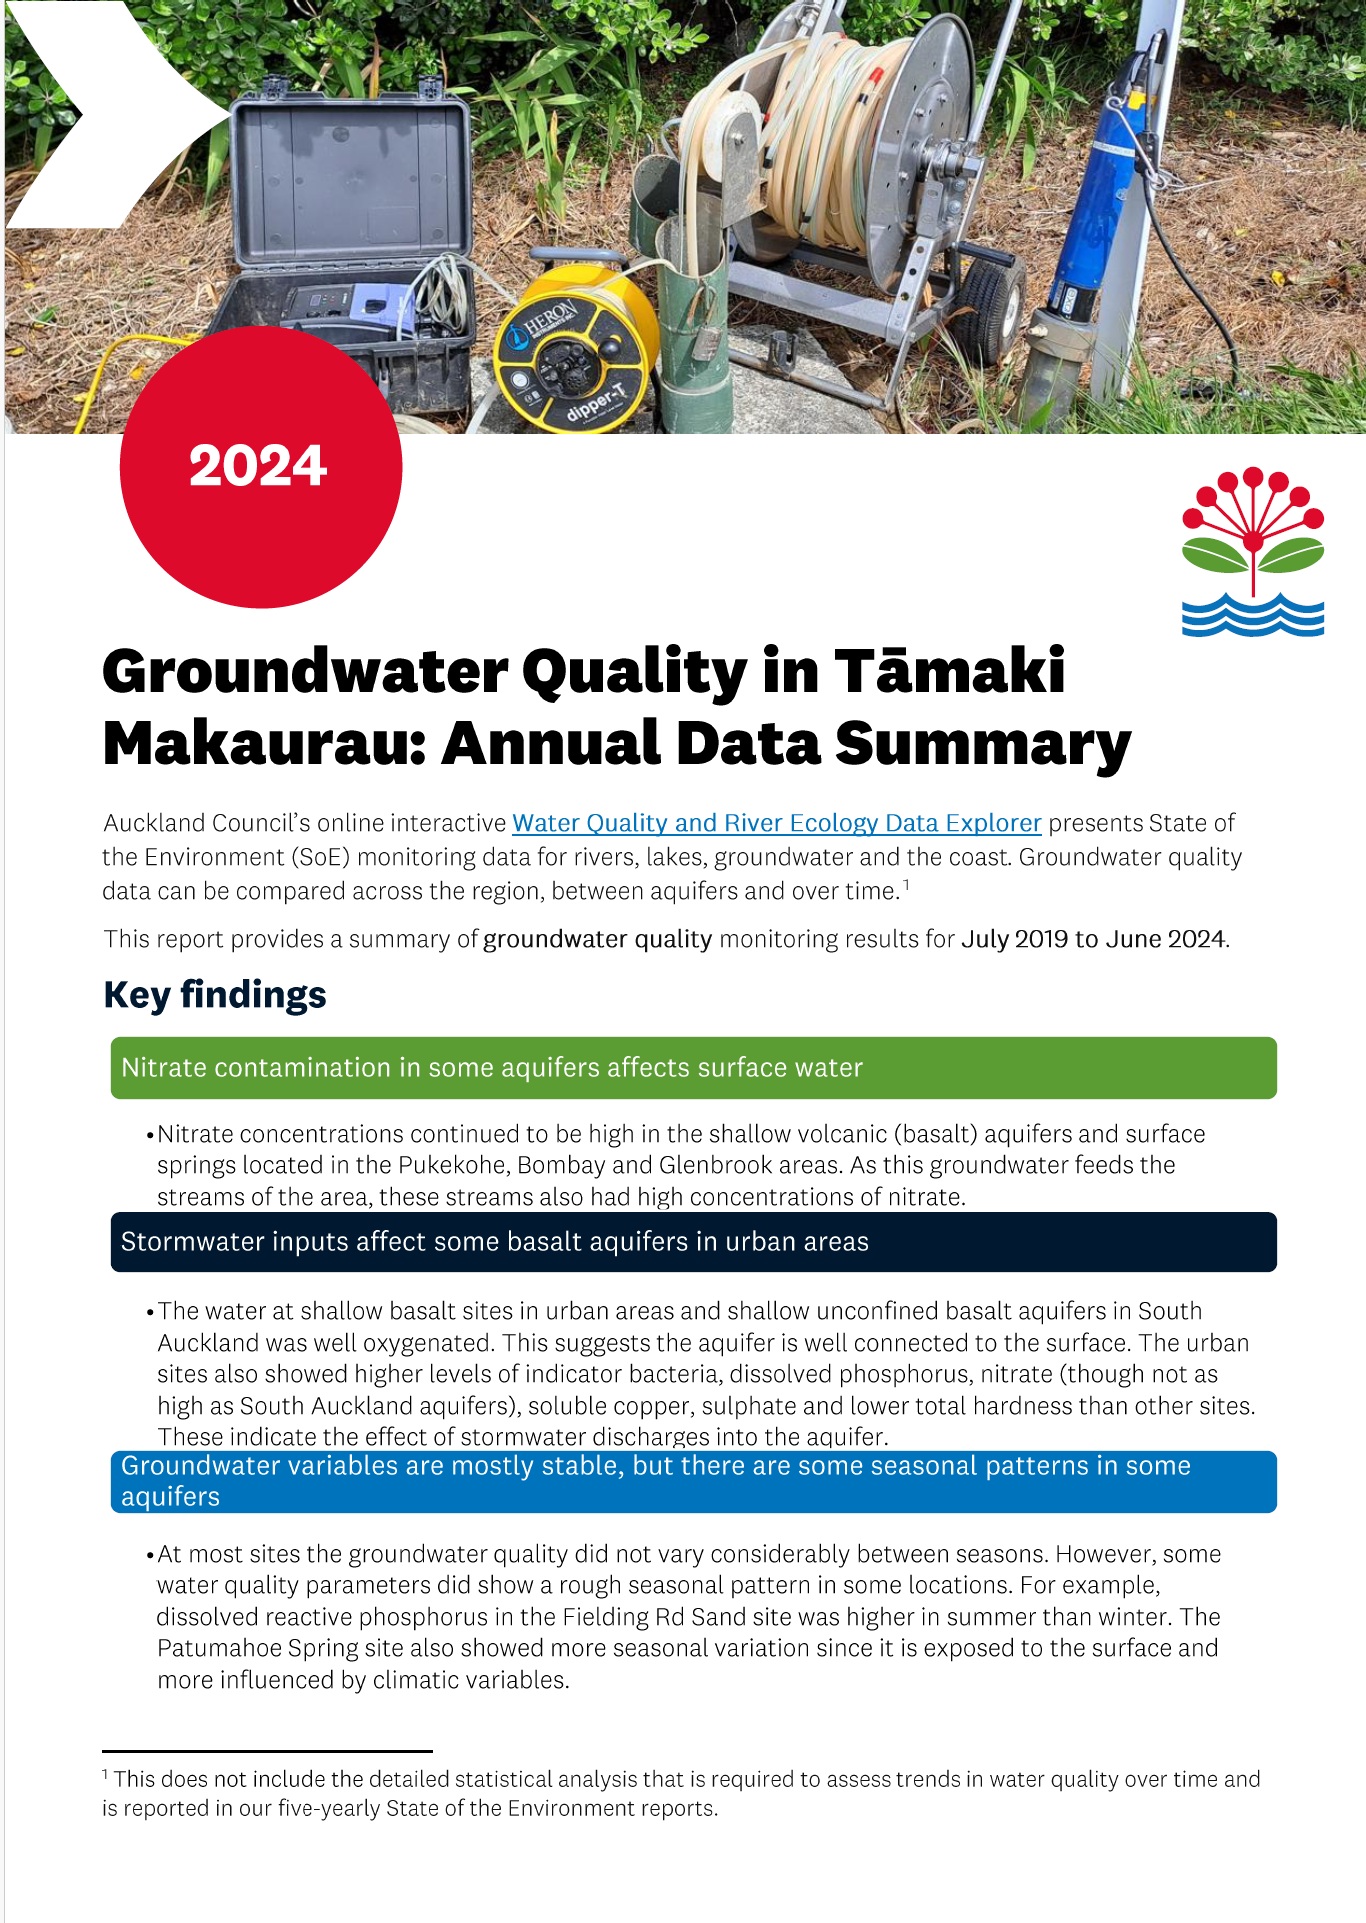 HERON
INSTRUMENTS INC.
dipper-T
2024
Groundwater Quality in Tāmaki
Makaurau: Annual Data Summary
Auckland Council’s online interactive Water Quality and River Ecology Data Explorer presents State of
the Environment (SoE) monitoring data for rivers, lakes, groundwater and the coast. Groundwater quality
data can be compared across the region, between aquifers and over time.¹
This report provides a summary of groundwater quality monitoring results for July 2019 to June 2024.
Key findings
Nitrate contamination in some aquifers affects surface water
•Nitrate concentrations continued to be high in the shallow volcanic (basalt) aquifers and surface
springs located in the Pukekohe, Bombay and Glenbrook areas. As this groundwater feeds the
streams of the area, these streams also had high concentrations of nitrate.
Stormwater inputs affect some basalt aquifers in urban areas
•The water at shallow basalt sites in urban areas and shallow unconfined basalt aquifers in South
Auckland was well oxygenated. This suggests the aquifer is well connected to the surface. The urban
sites also showed higher levels of indicator bacteria, dissolved phosphorus, nitrate (though not as
high as South Auckland aquifers), soluble copper, sulphate and lower total hardness than other sites.
These indicate the effect of stormwater discharges into the aquifer.
Groundwater variables are mostly stable, but there are some seasonal patterns in some
aquifers
•At most sites the groundwater quality did not vary considerably between seasons. However, some
water quality parameters did show a rough seasonal pattern in some locations. For example,
dissolved reactive phosphorus in the Fielding Rd Sand site was higher in summer than winter. The
Patumahoe Spring site also showed more seasonal variation since it is exposed to the surface and
more influenced by climatic variables.
¹ This does not include the detailed statistical analysis that is required to assess trends in water quality over time and
is reported in our five-yearly State of the Environment reports.